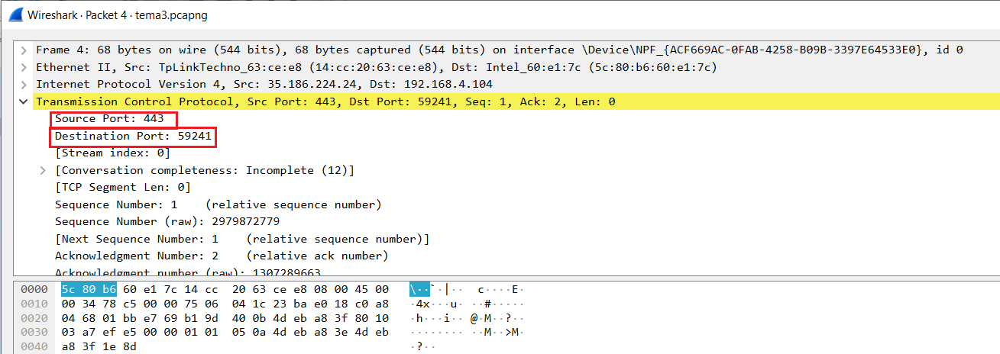 Wireshark · Packet 4 · tema3.pcapng
Frame 4: 68 bytes on wire (544 bits), 68 bytes captured (544 bits) on interface \Device\NPF_{ACF669AC-0FAB-4258-B09B-3397E64533E0}, id 0
Ethernet II, Src: TpLinkTechno_63:ce:e8 (14:cc:20:63:ce:e8), Dst: Intel_60:e1:7c (5c:80:b6:60:e1:7c)
Internet Protocol Version 4, Src: 35.186.224.24, Dst: 192.168.4.104
Transmission Control Protocol, Src Port: 443, Dst Port: 59241, Seq: 1, Ack: 2, Len: 0
Source Port: 443
Destination Port: 59241
[Stream index: 0]
[Conversation completeness: Incomplete (12)]
[TCP Segment Len: 0]
Sequence Number: 1 (relative sequence number)
Sequence Number (raw): 2979872779
[Next Sequence Number: 1 (relative sequence number)]
Acknowledgment Number: 2 (relative ack number)
Acknowledgment number (raw): 1307289663
0000 5c 80 b6 60 e1 7c 14 cc 20 63 ce e8 08 00 45 00 \··`·|·· c····E·
0010 00 34 78 c5 00 00 75 06 04 1c 23 ba e0 18 c0 a8 ·4x···u· ··#·····
0020 04 68 01 bb e7 69 b1 9d 40 0b 4d eb a8 3f 80 10 ·h···i·· @·M··?··
0030 03 a7 ef e5 00 00 01 01 05 0a 4d eb a8 3e 4d eb ········ ··M··>M·
0040 a8 3f 1e 8d ·?··